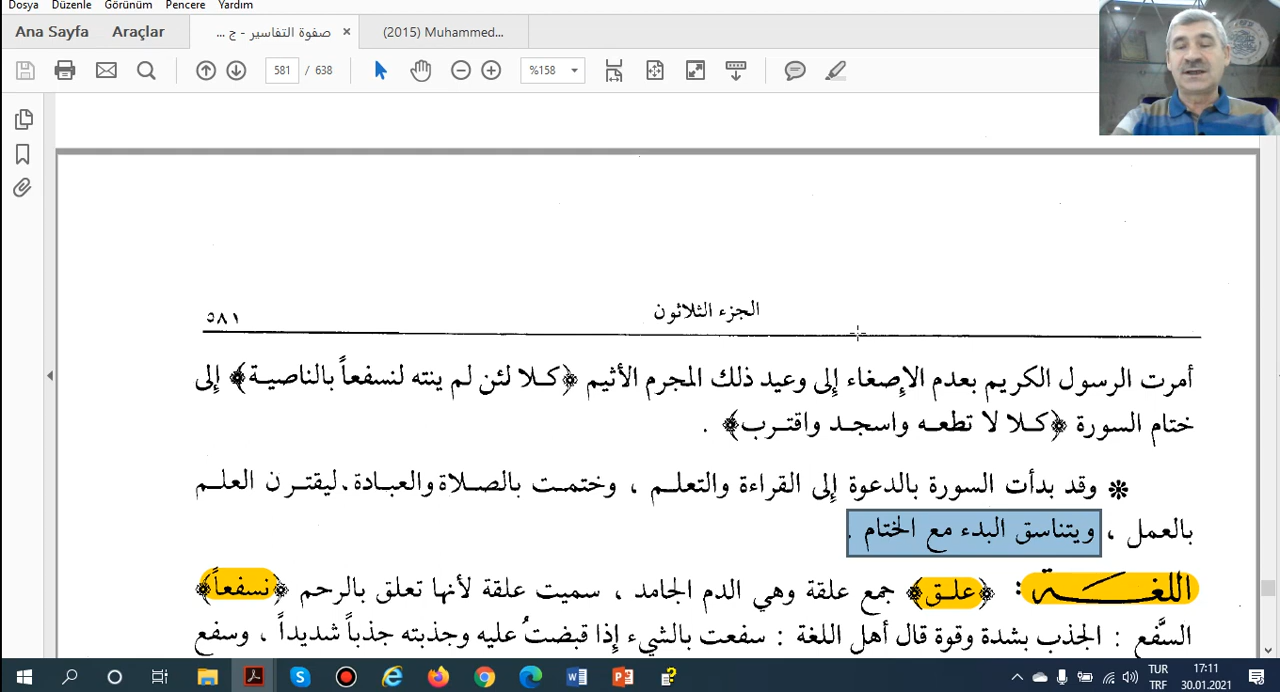 Dosya Düzenle Görünüm Pencere Yardım
Ana Sayfa Araçlar صفوة التفاسير - ج ... × (2015) Muhammed...
581 / 638 %158
٥٨١ الجزء الثلاثون
أمرت الرسول الكريم بعدم الإصغاء إلى وعيد ذلك المجرم الأثيم ﴿كلا لئن لم ينته لنسفعاً بالناصية﴾ إلى
ختام السورة ﴿كلا لا تطعه واسجد واقترب﴾ .
❊ وقد بدأت السورة بالدعوة إلى القراءة والتعلم ، وختمت بالصلاة والعبادة . ليقترن العلم
بالعمل ، ويتناسق البدء مع الختام .
اللغة : ﴿علق﴾ جمع علقة وهي الدم الجامد ، سميت علقة لأنها تعلق بالرحم ﴿نسفعاً﴾
السَّفع : الجذب بشدة وقوة قال أهل اللغة : سفعت بالشيء إذا قبضتُ عليه وجذبته جذباً شديداً ، وسفع
TUR 17:11
TRF 30.01.2021